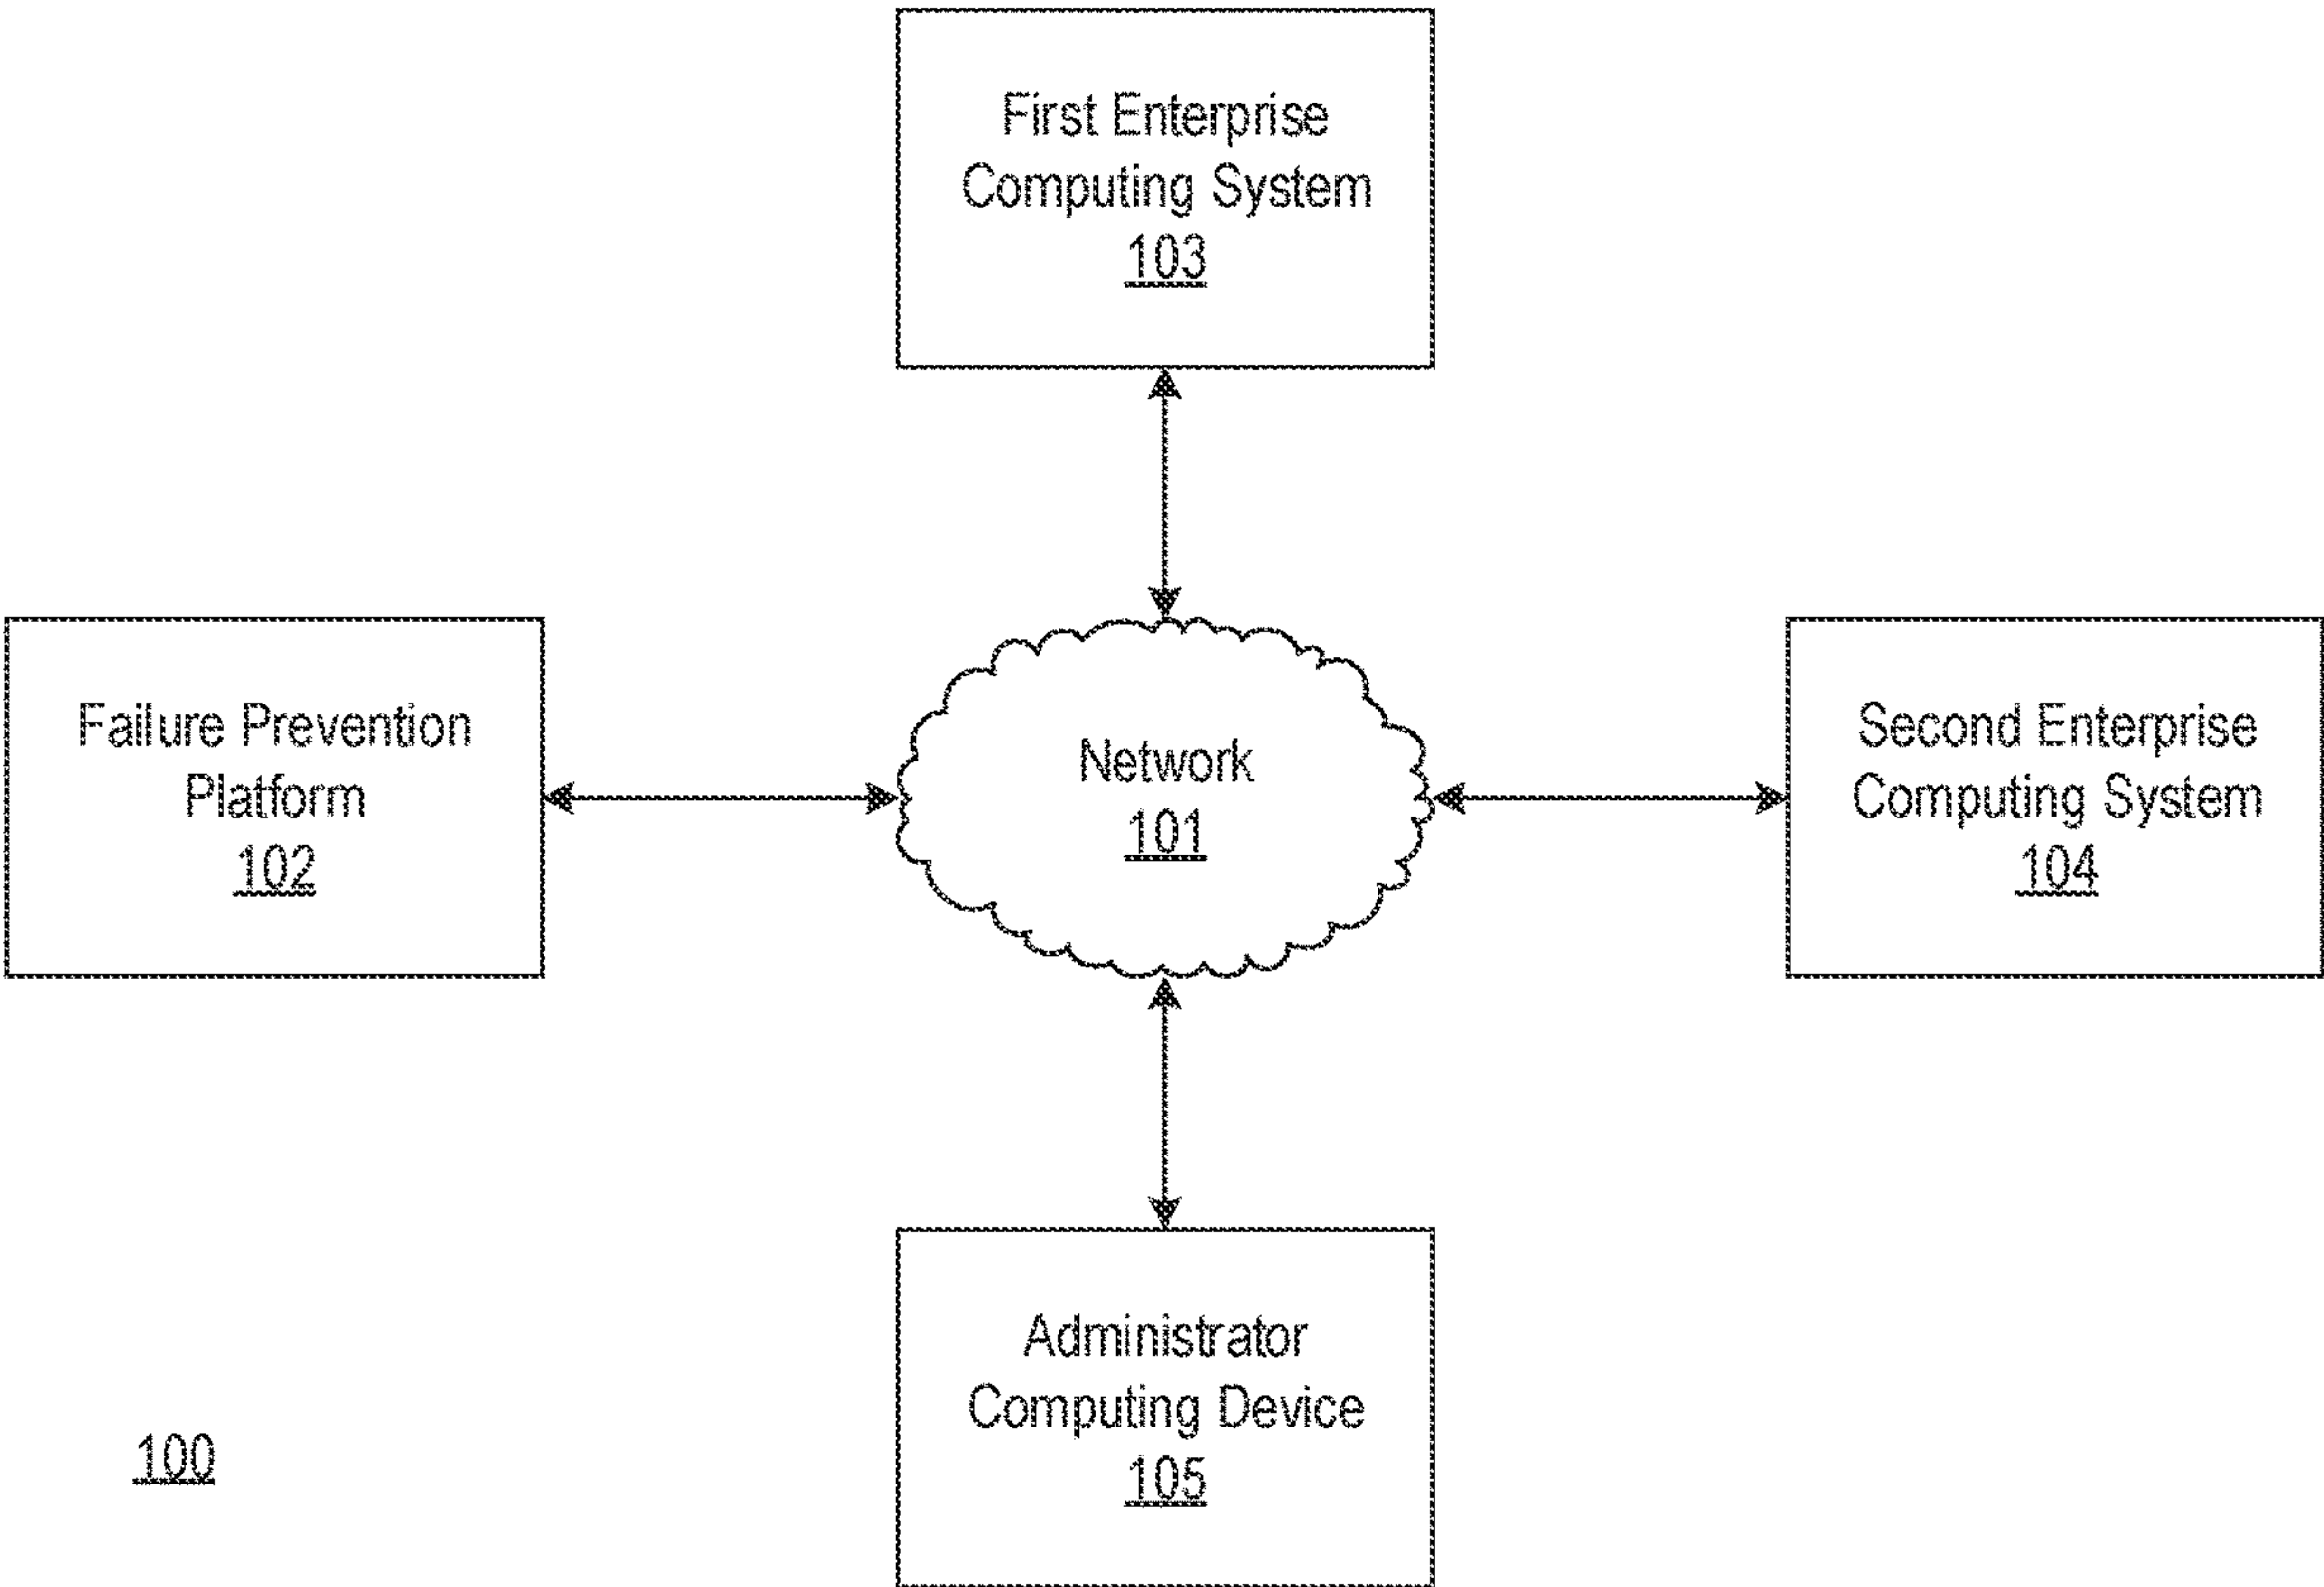 First Enterprise
Computing System
103
Failure Prevention
Platform
102
Network
101
Second Enterprise
Computing System
104
Administrator
Computing Device
105
100